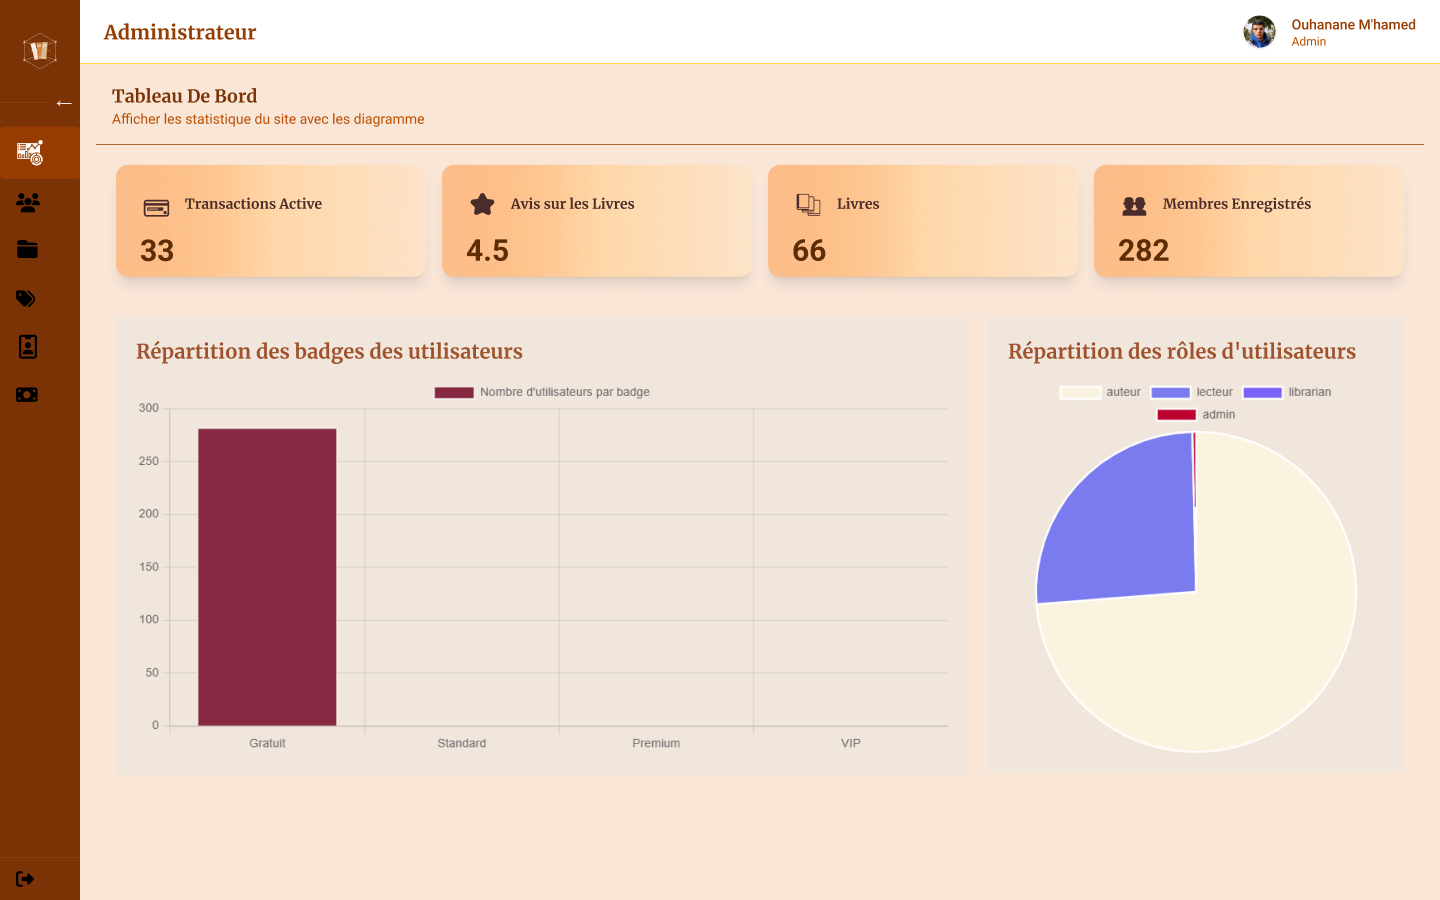 Administrateur
Ouhanane M'hamed
Admin
Tableau De Bord
Afficher les statistique du site avec les diagramme
Transactions Active
33
Avis sur les Livres
4.5
Livres
66
Membres Enregistrés
282
Répartition des badges des utilisateurs
Nombre d'utilisateurs par badge
300
250
200
150
100
50
0
Gratuit Standard Premium VIP
Répartition des rôles d'utilisateurs
auteur lecteur librarian
admin